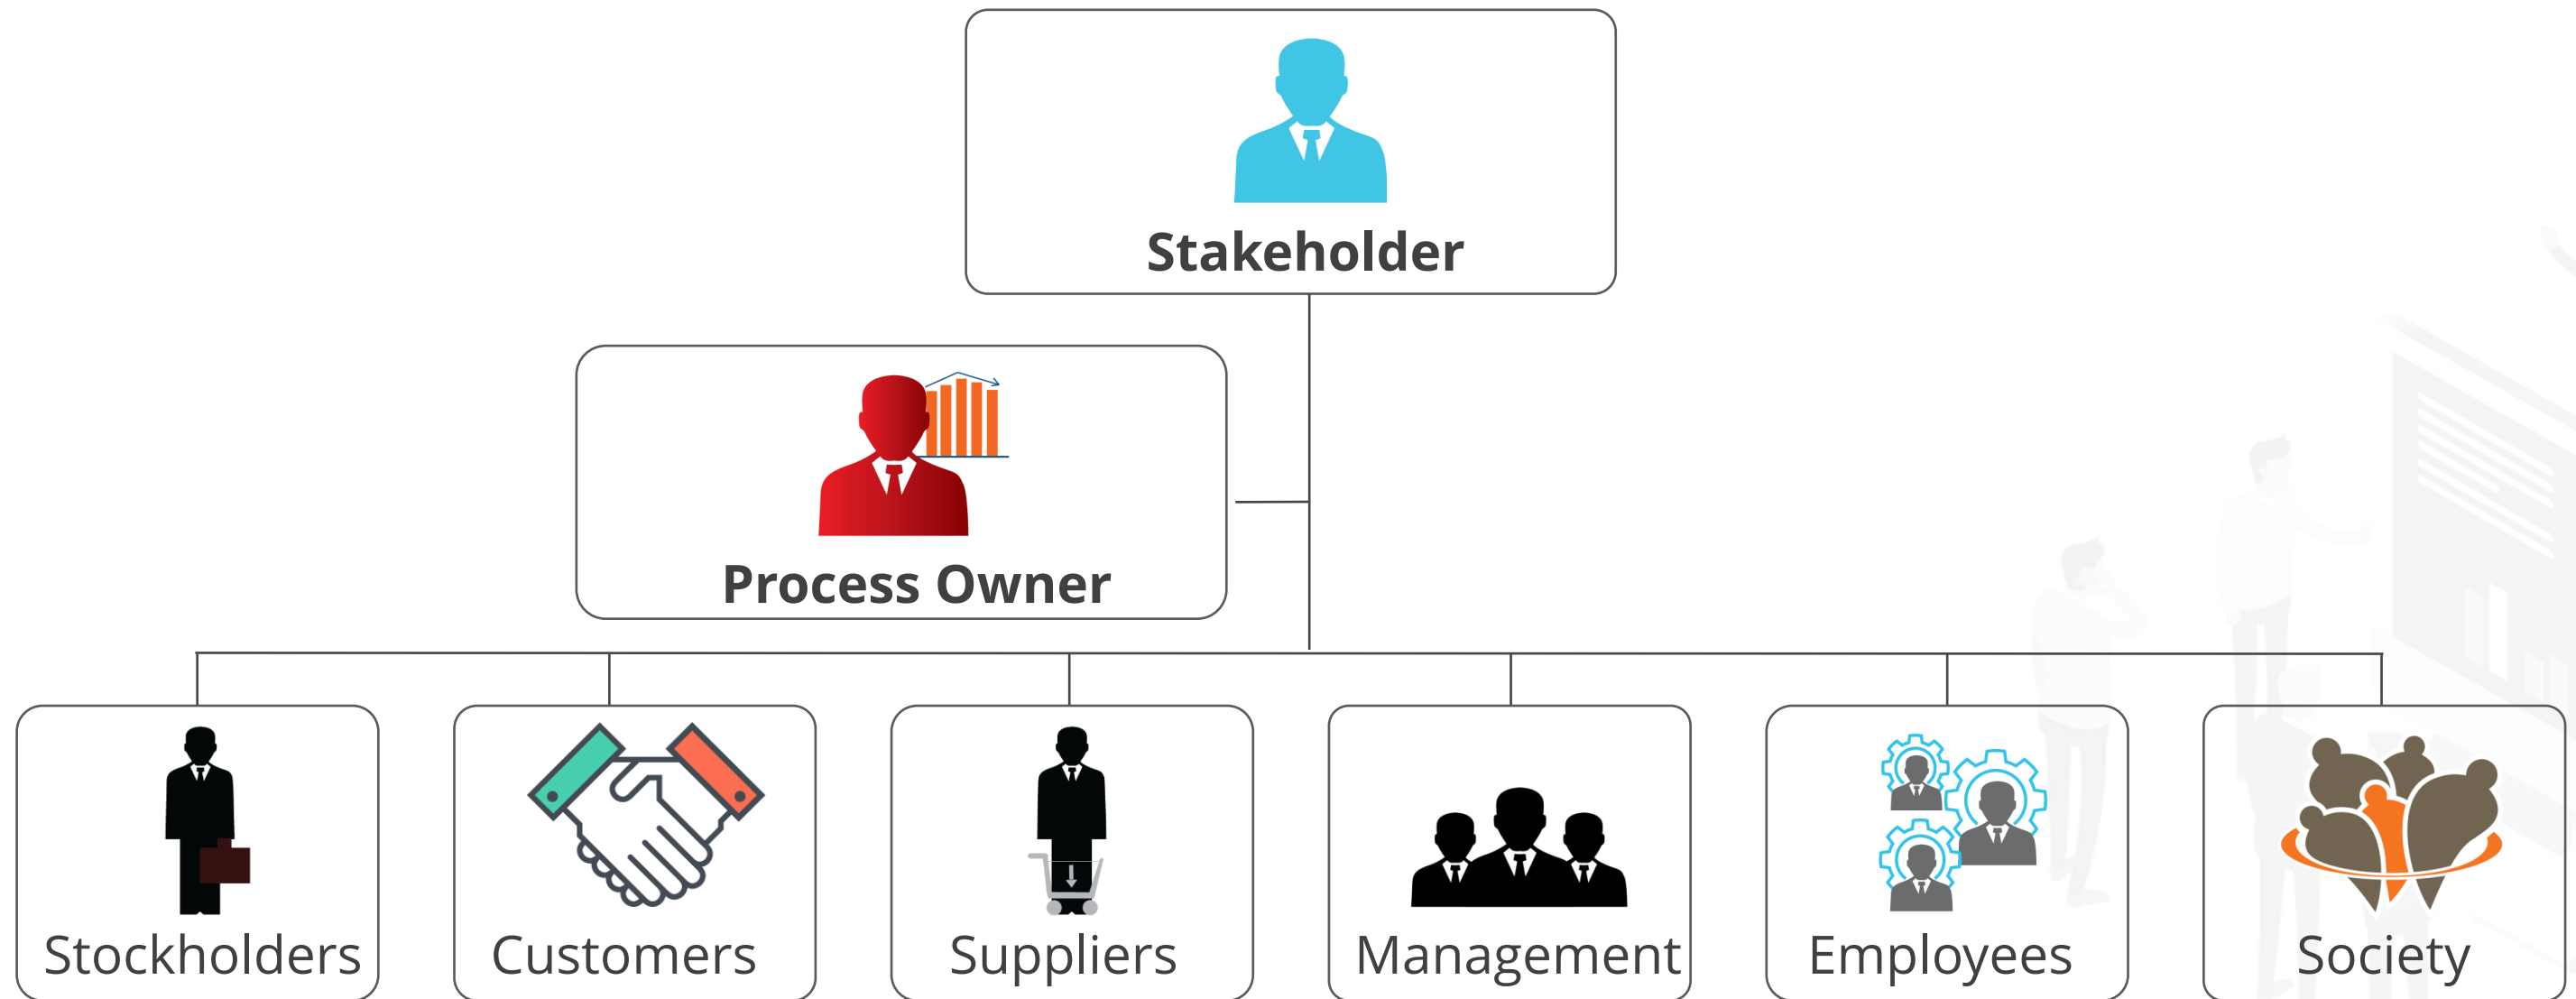 Stakeholder
Process Owner
Stockholders
Customers
Suppliers
Management
Employees
Society